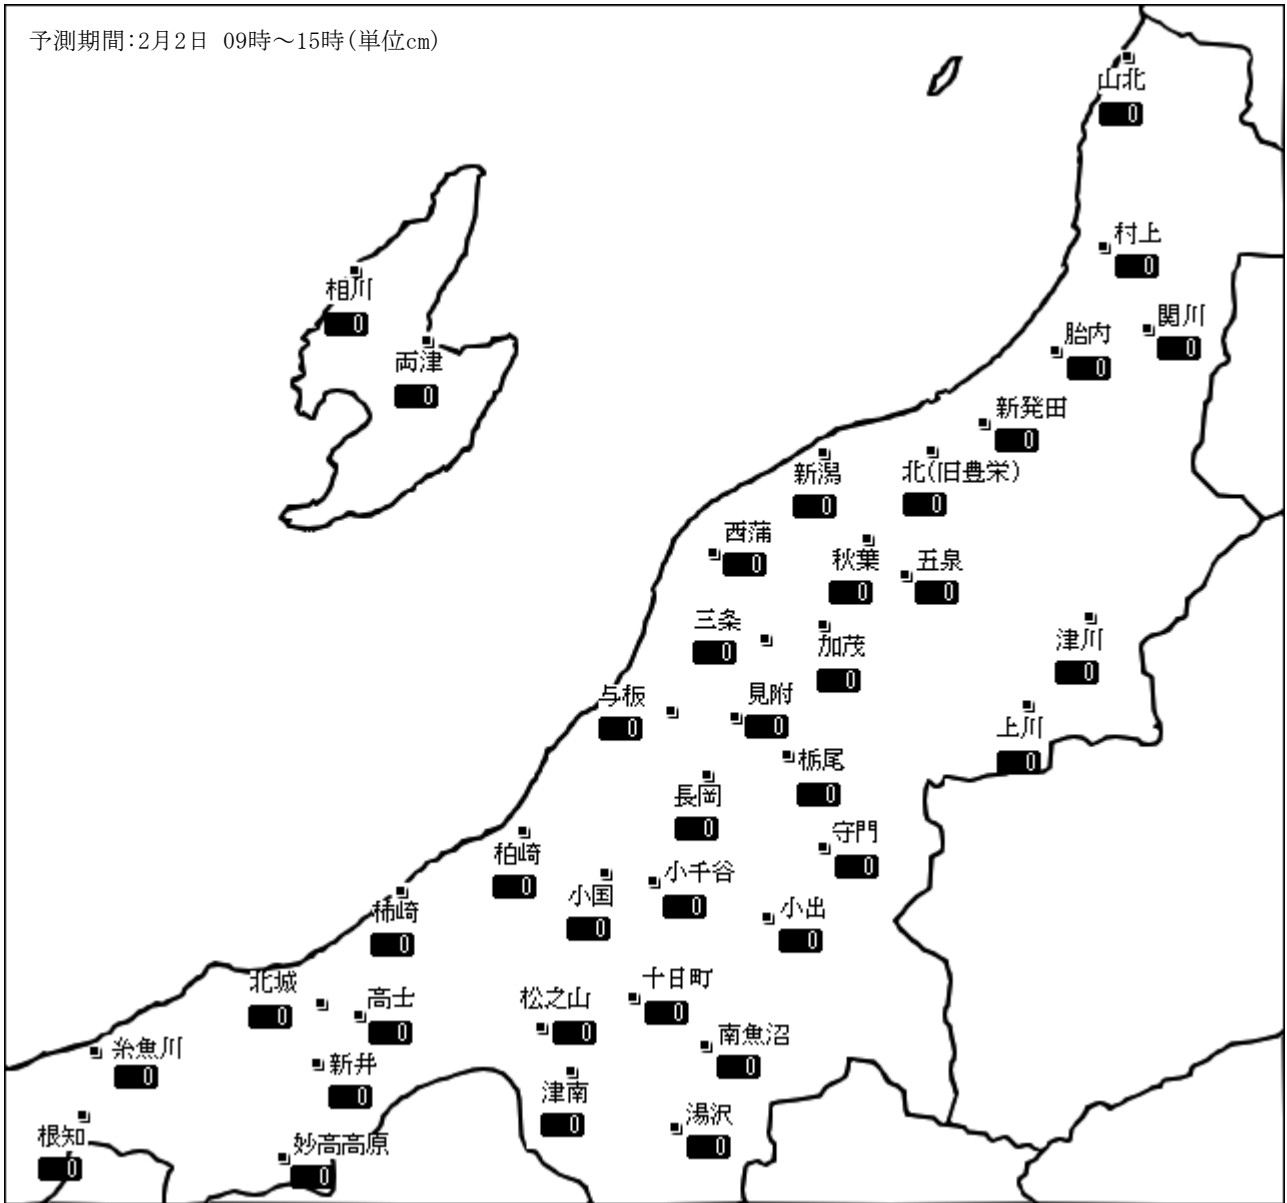 予測期間:2月2日 09時～15時(単位cm)
山北
0
村上
0
相川
0
関川
0
胎内
0
両津
0
新発田
0
新潟
0
北(旧豊栄)
0
西蒲
0
秋葉
0
五泉
0
三条
0
加茂
0
津川
0
与板
0
見附
0
上川
0
栃尾
0
長岡
0
守門
0
柏崎
0
小千谷
0
小国
0
小出
0
柿崎
0
北城
0
高士
0
松之山
0
十日町
0
南魚沼
0
糸魚川
0
新井
0
津南
0
湯沢
0
根知
0
妙高高原
0